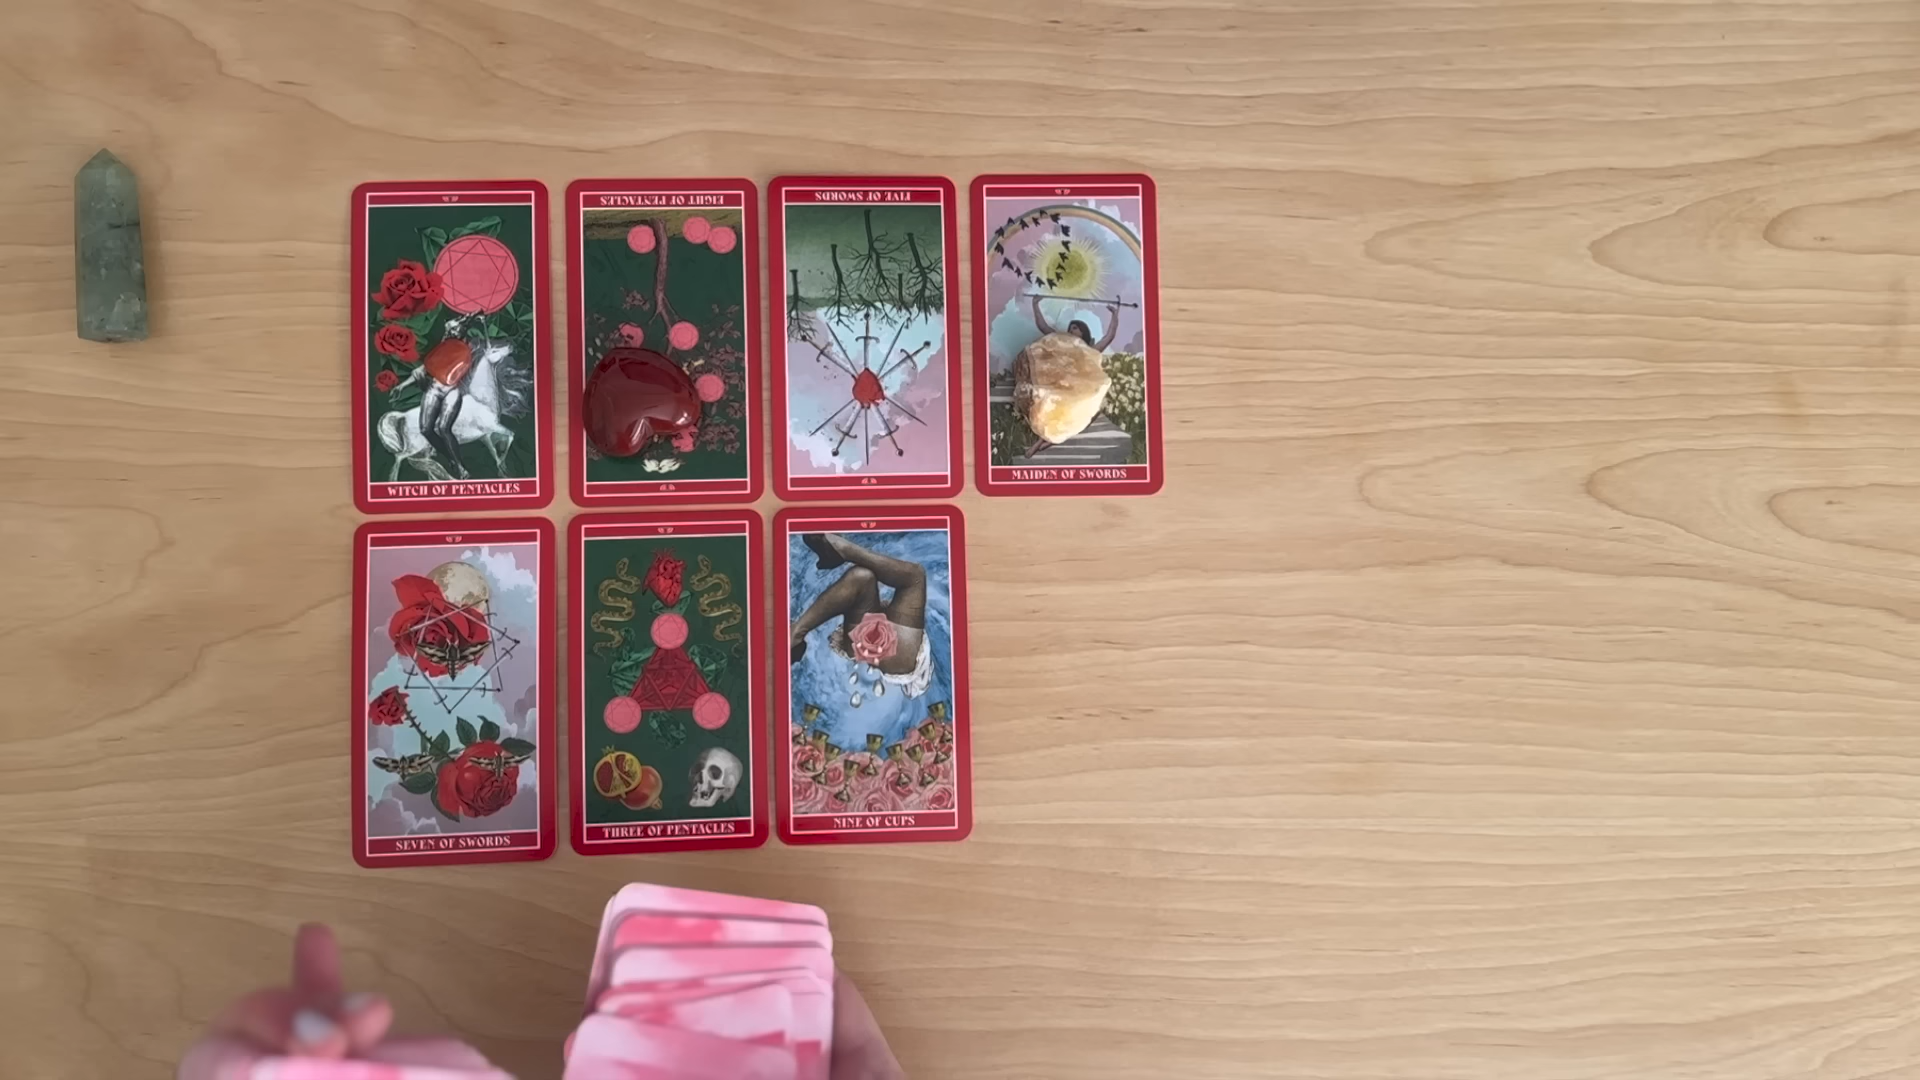 EIGHT OF PENTACLES
FIVE OF SWORDS
WITCH OF PENTACLES
MAIDEN OF SWORDS
SEVEN OF SWORDS
THREE OF PENTACLES
NINE OF CUPS